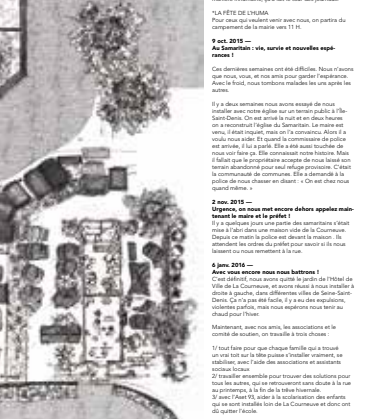 *LA FÊTE DE L'HUMA
Pour ceux qui veulent venir avec nous, on partira du
campement de la mairie vers 11 H.
9 oct. 2015 —
Au Samaritain : vie, survie et nouvelles espé-
rances !
Ces dernières semaines ont été difficiles. Nous n'avons
que nous, vous, et nos amis pour garder l'espérance.
Avec le froid, nous tombons malades les uns après les
autres.
Il y a deux semaines nous avons essayé de nous
installer avec notre église sur un terrain public à l'Île-
Saint-Denis. On est arrivé la nuit et en deux heures
on a reconstruit l'église du Samaritain. Le maire est
venu, il était inquiet, mais on l'a convaincu. Alors il a
voulu nous aider. Et quand la commissaire de police
est arrivée, il lui a parlé. Elle a été aussi touchée de
nous voir faire ça. Elle connaissait notre histoire. Mais
il fallait que le propriétaire accepte de nous laisser son
terrain abandonné pour seul refuge provisoire. C'était
la communauté de communes. Elle a demandé à la
police de nous chasser en disant : « On est chez nous
quand même. »
2 nov. 2015 —
Urgence, on nous met encore dehors appelez main-
tenant le maire et le préfet !
Il y a quelques jours une partie des samaritains s'était
mise à l'abri dans une maison vide de la Courneuve.
Depuis ce matin la police est devant la maison. Ils
attendent les ordres du préfet pour savoir si ils nous
laissent ou nous remettent à la rue.
6 janv. 2016 —
Avec vous encore nous nous battrons !
C'est définitif, nous avons quitté le jardin de l'Hôtel de
Ville de La Courneuve, et avons réussi à nous installer à
droite à gauche, dans différentes villes de Seine-Saint-
Denis. Ça n'a pas été facile, il y a eu des expulsions,
violentes parfois, mais nous espérons nous tenir au
chaud pour l'hiver.
Maintenant, avec nos amis, les associations et le
comité de soutien, on travaille à trois choses :
1/ tout faire pour que chaque famille qui a trouvé
un vrai toit sur la tête puisse s'installer vraiment, se
stabiliser, avec l'aide des associations et assistants
sociaux locaux
2/ travailler ensemble pour trouver des solutions pour
tous les autres, qui se retrouveront sans doute à la rue
au printemps, à la fin de la trêve hivernale.
3/ avec l'Aset 93, aider à la scolarisation des enfants
qui se sont installés loin de La Courneuve et donc ont
dû quitter l'école.